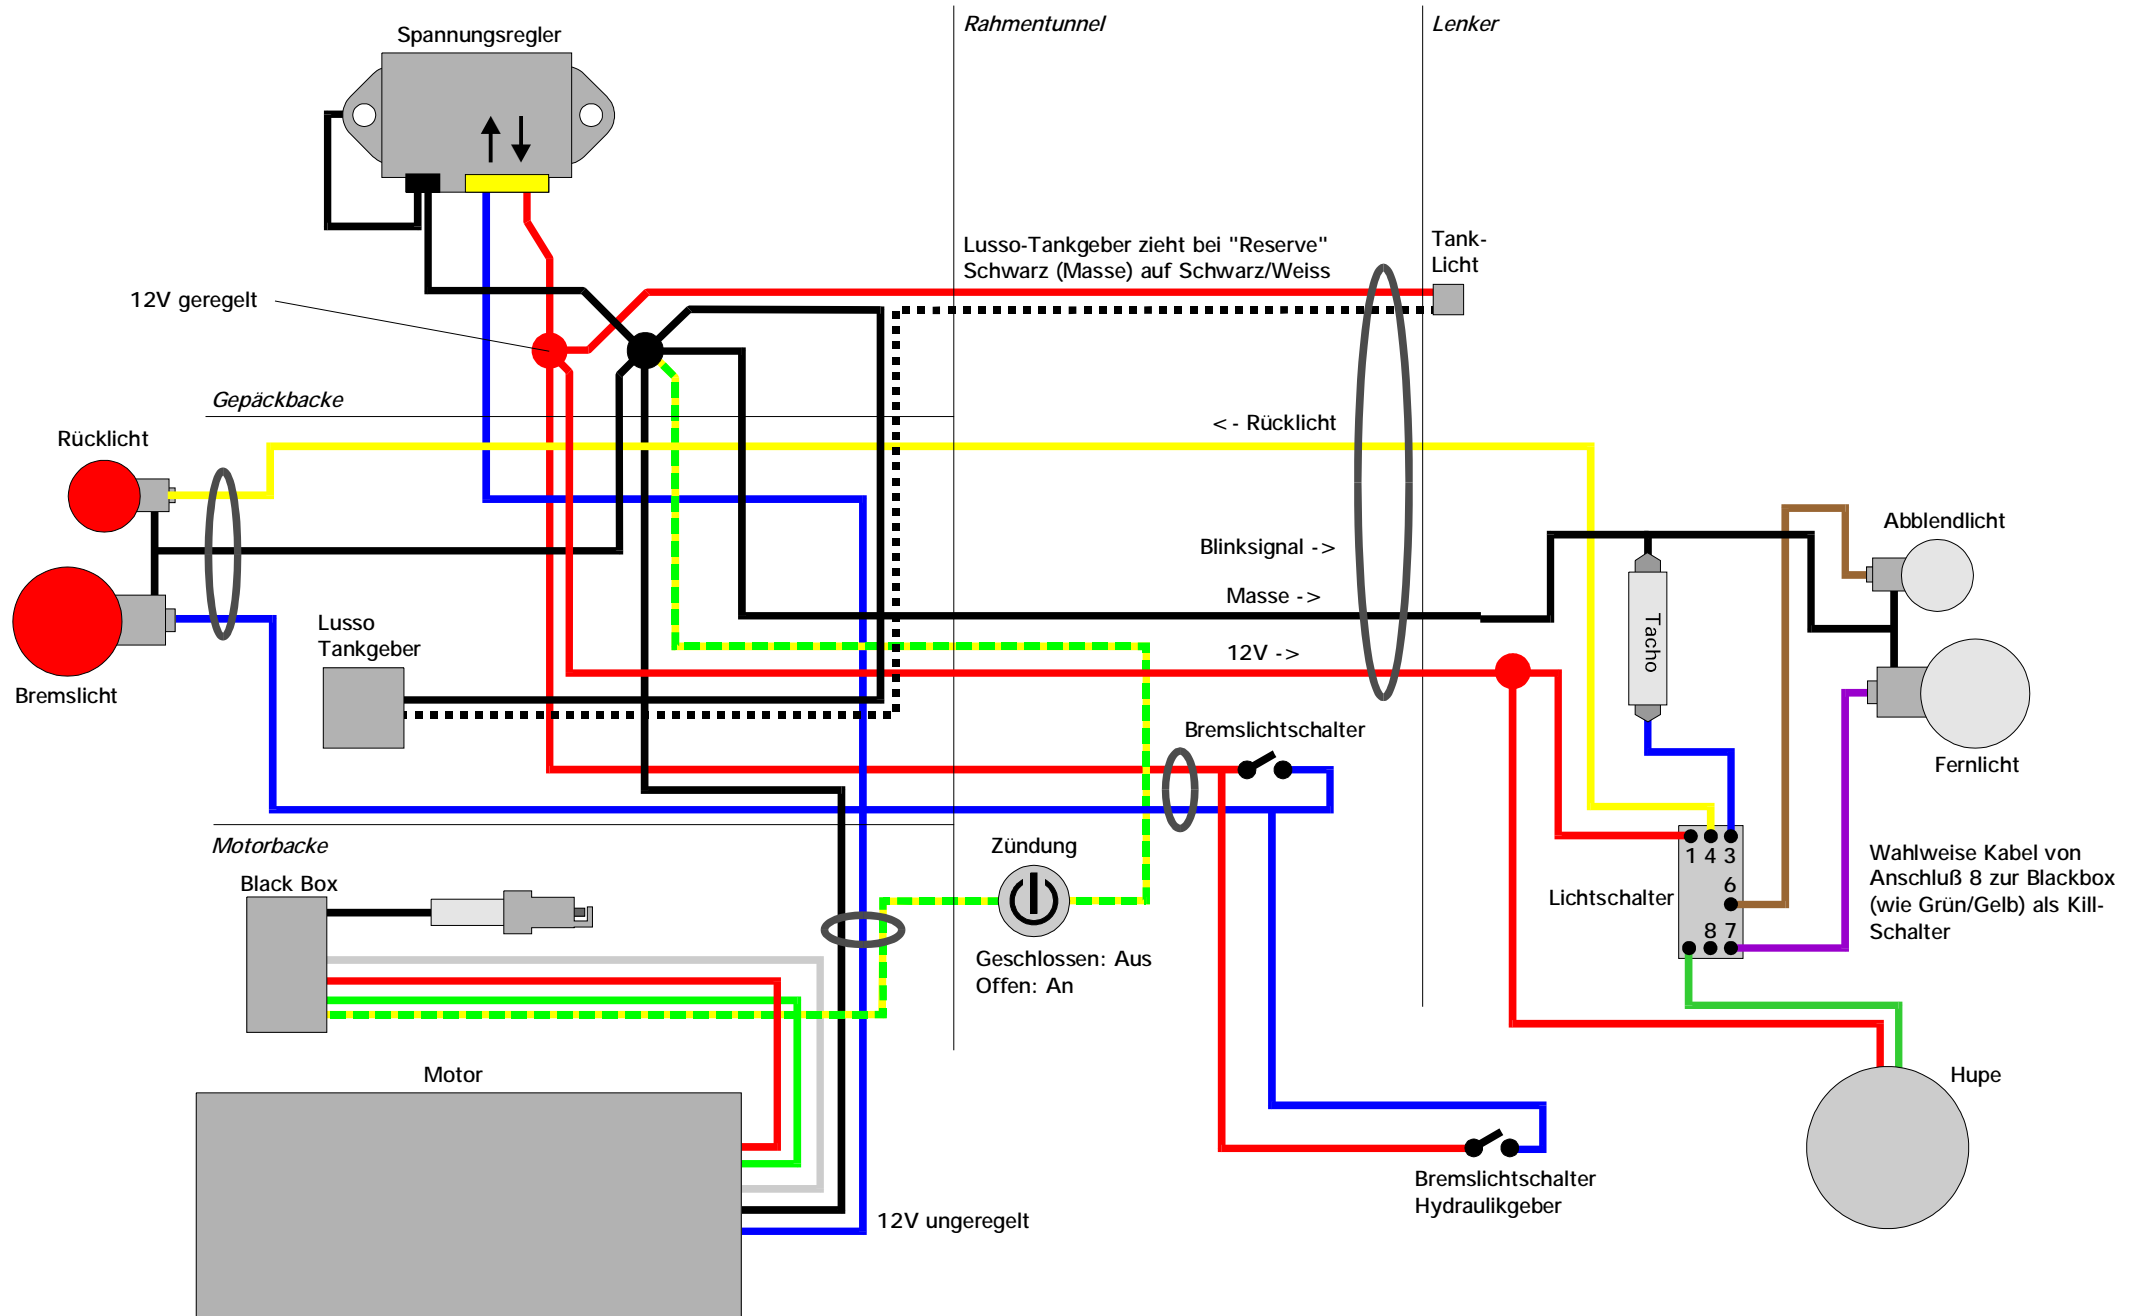 Rahmentunnel
Lenker
Spannungsregler
Lusso-Tankgeber zieht bei "Reserve"
Schwarz (Masse) auf Schwarz/Weiss
Tank-
Licht
12V geregelt
Gepäckbacke
<- Rücklicht
Rücklicht
Abblendlicht
Blinksignal ->
Masse ->
Lusso
Tankgeber
Tacho
12V ->
Bremslicht
Bremslichtschalter
Fernlicht
Motorbacke
Zündung
1 4 3
Wahlweise Kabel von
Anschluß 8 zur Blackbox
(wie Grün/Gelb) als Kill-
Schalter
Black Box
6
Lichtschalter
8 7
Geschlossen: Aus
Offen: An
Motor
Hupe
Bremslichtschalter
Hydraulikgeber
12V ungeregelt